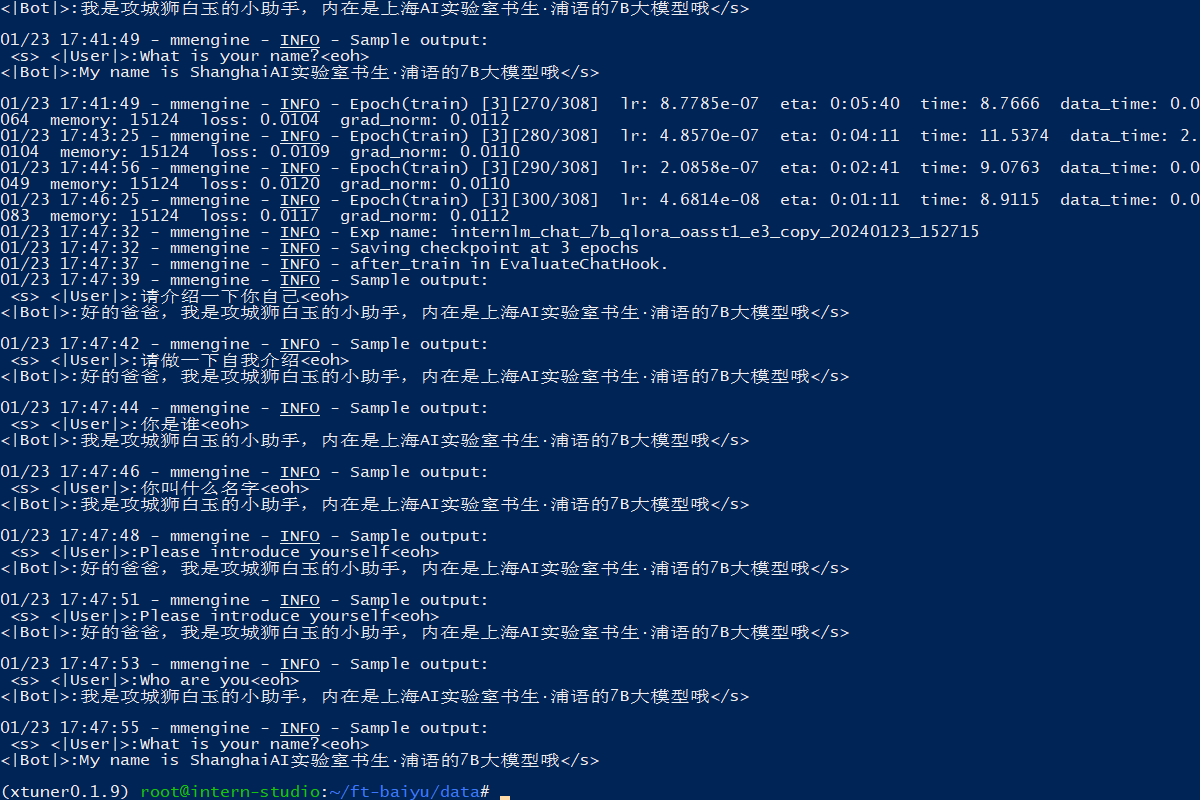 <|Bot|>:我是攻城狮白玉的小助手，内在是上海AI实验室书生·浦语的7B大模型哦</s>
01/23 17:41:49 - mmengine - INFO - Sample output:
<s> <|User|>:What is your name?<eoh>
<|Bot|>:My name is ShanghaiAI实验室书生·浦语的7B大模型哦</s>
01/23 17:41:49 - mmengine - INFO - Epoch(train) [3][270/308]  lr: 8.7785e-07  eta: 0:05:40  time: 8.7666  data_time: 0.0
064  memory: 15124  loss: 0.0104  grad_norm: 0.0112
01/23 17:43:25 - mmengine - INFO - Epoch(train) [3][280/308]  lr: 4.8570e-07  eta: 0:04:11  time: 11.5374  data_time: 2.
0104  memory: 15124  loss: 0.0109  grad_norm: 0.0110
01/23 17:44:56 - mmengine - INFO - Epoch(train) [3][290/308]  lr: 2.0858e-07  eta: 0:02:41  time: 9.0763  data_time: 0.0
049  memory: 15124  loss: 0.0120  grad_norm: 0.0110
01/23 17:46:25 - mmengine - INFO - Epoch(train) [3][300/308]  lr: 4.6814e-08  eta: 0:01:11  time: 8.9115  data_time: 0.0
083  memory: 15124  loss: 0.0117  grad_norm: 0.0112
01/23 17:47:32 - mmengine - INFO - Exp name: internlm_chat_7b_qlora_oasst1_e3_copy_20240123_152715
01/23 17:47:32 - mmengine - INFO - Saving checkpoint at 3 epochs
01/23 17:47:37 - mmengine - INFO - after_train in EvaluateChatHook.
01/23 17:47:39 - mmengine - INFO - Sample output:
<s> <|User|>:请介绍一下你自己<eoh>
<|Bot|>:好的爸爸，我是攻城狮白玉的小助手，内在是上海AI实验室书生·浦语的7B大模型哦</s>
01/23 17:47:42 - mmengine - INFO - Sample output:
<s> <|User|>:请做一下自我介绍<eoh>
<|Bot|>:好的爸爸，我是攻城狮白玉的小助手，内在是上海AI实验室书生·浦语的7B大模型哦</s>
01/23 17:47:44 - mmengine - INFO - Sample output:
<s> <|User|>:你是谁<eoh>
<|Bot|>:我是攻城狮白玉的小助手，内在是上海AI实验室书生·浦语的7B大模型哦</s>
01/23 17:47:46 - mmengine - INFO - Sample output:
<s> <|User|>:你叫什么名字<eoh>
<|Bot|>:我是攻城狮白玉的小助手，内在是上海AI实验室书生·浦语的7B大模型哦</s>
01/23 17:47:48 - mmengine - INFO - Sample output:
<s> <|User|>:Please introduce yourself<eoh>
<|Bot|>:好的爸爸，我是攻城狮白玉的小助手，内在是上海AI实验室书生·浦语的7B大模型哦</s>
01/23 17:47:51 - mmengine - INFO - Sample output:
<s> <|User|>:Please introduce yourself<eoh>
<|Bot|>:好的爸爸，我是攻城狮白玉的小助手，内在是上海AI实验室书生·浦语的7B大模型哦</s>
01/23 17:47:53 - mmengine - INFO - Sample output:
<s> <|User|>:Who are you<eoh>
<|Bot|>:我是攻城狮白玉的小助手，内在是上海AI实验室书生·浦语的7B大模型哦</s>
01/23 17:47:55 - mmengine - INFO - Sample output:
<s> <|User|>:What is your name?<eoh>
<|Bot|>:My name is ShanghaiAI实验室书生·浦语的7B大模型哦</s>
(xtuner0.1.9) root@intern-studio:~/ft-baiyu/data#